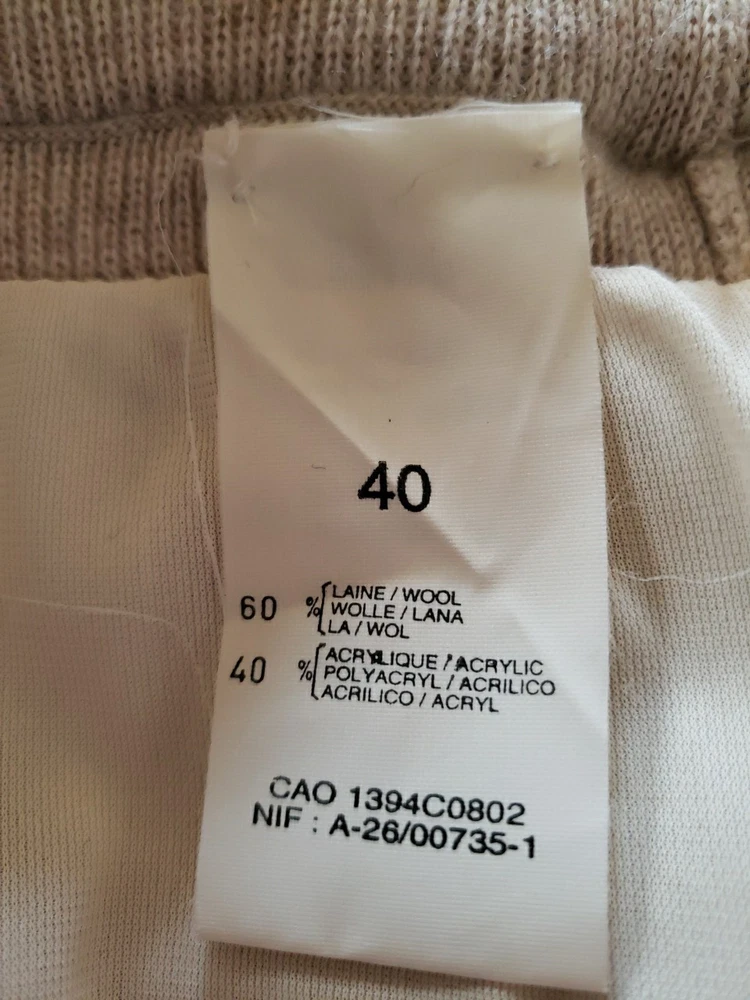 40
60 % LAINE / WOOL
WOLLE / LANA
LA / WOL
40 % ACRYLIQUE / ACRYLIC
POLYACRYL / ACRILICO
ACRILICO / ACRYL
CAO 1394C0802
NIF : A-26/00735-1